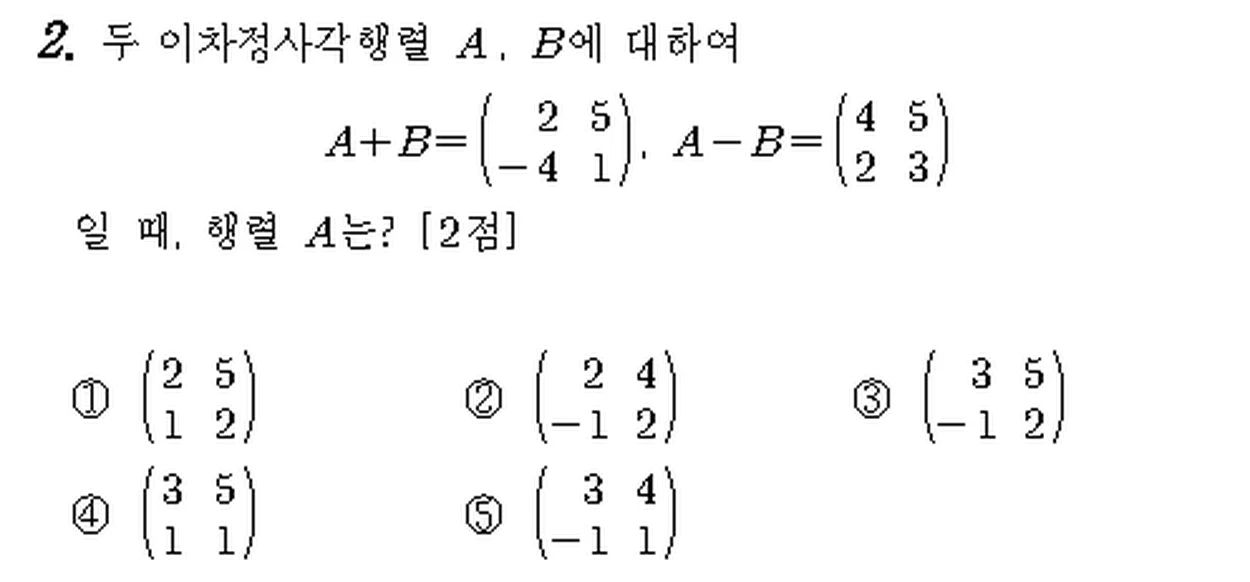 2. 두 이차정사각행렬 A, B에 대하여
A+B=(2 5
-4 1), A-B=(4 5
2 3)
일 때, 행렬 A는? [2점]
① (2 5
1 2) ② (2 4
-1 2) ③ (3 5
-1 2)
④ (3 5
1 1) ⑤ (3 4
-1 1)